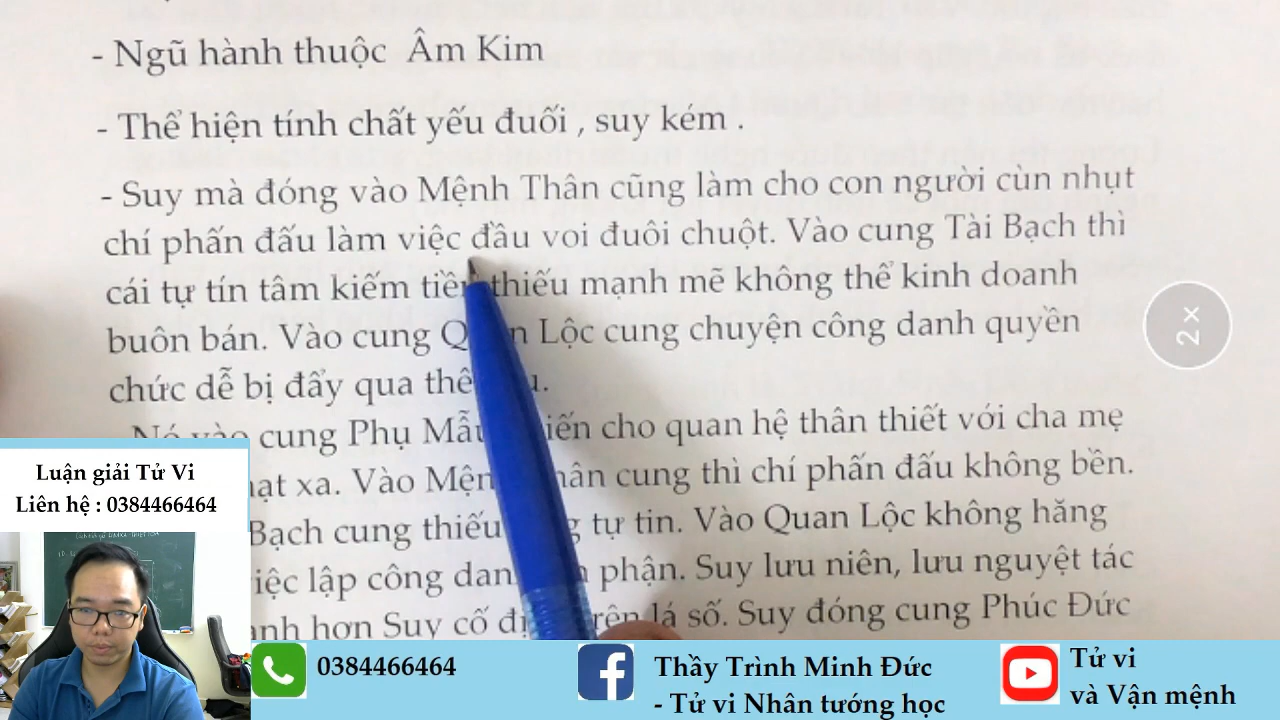 - Ngũ hành thuộc Âm Kim
- Thể hiện tính chất yếu đuối , suy kém .
- Suy mà đóng vào Mệnh Thân cũng làm cho con người cùn nhụt
chí phấn đấu làm việc đầu voi đuôi chuột. Vào cung Tài Bạch thì
cái tự tín tâm kiếm tiền thiếu mạnh mẽ không thể kinh doanh
buôn bán. Vào cung Lộc cung chuyện công danh quyền
chức dễ bị đẩy qua
cung Phụ cho quan hệ thân thiết với cha mẹ
xa. Vào cung thì chí phấn đấu không bền.
Bạch cung thiếu tự tin. Vào Quan Lộc không hăng
lập công phận. Suy lưu niên, lưu nguyệt tác
hơn Suy cố lá số. Suy đóng cung Phúc Đức
2×
Luận giải Tử Vi
Liên hệ : 0384466464
0384466464
Thầy Trình Minh Đức
- Tử vi Nhân tướng học
Tử vi
và Vận mệnh